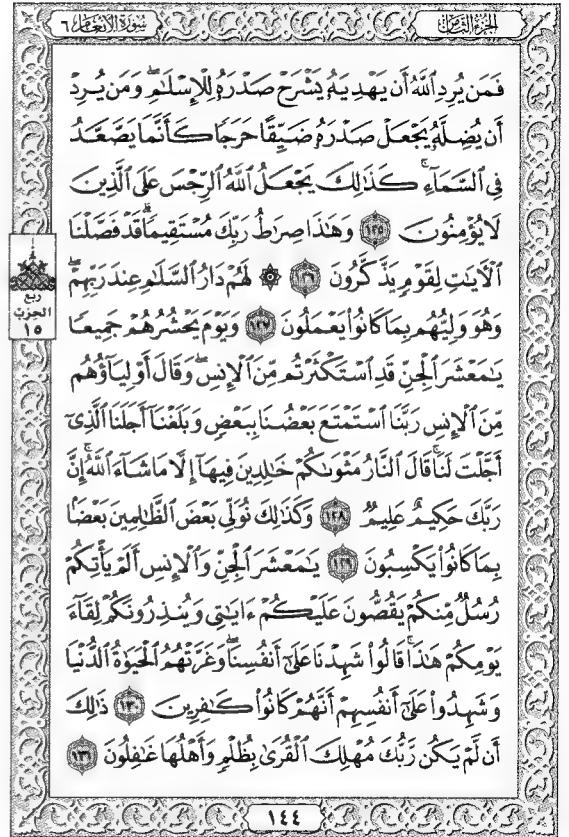 سُورَةُ الأنعَام ٦
الجزء الثامن
فَمَن يُرِدِ ٱللَّهُ أَن يَهْدِيَهُۥ يَشْرَحْ صَدْرَهُۥ لِلْإِسْلَٰمِ ۖ وَمَن يُرِدْ
أَن يُضِلَّهُۥ يَجْعَلْ صَدْرَهُۥ ضَيِّقًا حَرَجًا كَأَنَّمَا يَصَّعَّدُ
فِى ٱلسَّمَآءِ ۚ كَذَٰلِكَ يَجْعَلُ ٱللَّهُ ٱلرِّجْسَ عَلَى ٱلَّذِينَ
لَا يُؤْمِنُونَ ١٢٥ وَهَٰذَا صِرَٰطُ رَبِّكَ مُسْتَقِيمًا ۗ قَدْ فَصَّلْنَا
ٱلْءَايَٰتِ لِقَوْمٍ يَذَّكَّرُونَ ١٢٦ ۞ لَهُمْ دَارُ ٱلسَّلَٰمِ عِندَ رَبِّهِمْ ۖ
وَهُوَ وَلِيُّهُم بِمَا كَانُوا۟ يَعْمَلُونَ ١٢٧ وَيَوْمَ يَحْشُرُهُمْ جَمِيعًا
يَٰمَعْشَرَ ٱلْجِنِّ قَدِ ٱسْتَكْثَرْتُم مِّنَ ٱلْإِنسِ ۖ وَقَالَ أَوْلِيَآؤُهُم
مِّنَ ٱلْإِنسِ رَبَّنَا ٱسْتَمْتَعَ بَعْضُنَا بِبَعْضٍ وَبَلَغْنَآ أَجَلَنَا ٱلَّذِىٓ
أَجَّلْتَ لَنَا ۚ قَالَ ٱلنَّارُ مَثْوَىٰكُمْ خَٰلِدِينَ فِيهَآ إِلَّا مَا شَآءَ ٱللَّهُ ۗ إِنَّ
رَبَّكَ حَكِيمٌ عَلِيمٌ ١٢٨ وَكَذَٰلِكَ نُوَلِّى بَعْضَ ٱلظَّٰلِمِينَ بَعْضًۢا
بِمَا كَانُوا۟ يَكْسِبُونَ ١٢٩ يَٰمَعْشَرَ ٱلْجِنِّ وَٱلْإِنسِ أَلَمْ يَأْتِكُمْ
رُسُلٌ مِّنكُمْ يَقُصُّونَ عَلَيْكُمْ ءَايَٰتِى وَيُنذِرُونَكُمْ لِقَآءَ
يَوْمِكُمْ هَٰذَا ۚ قَالُوا۟ شَهِدْنَا عَلَىٰٓ أَنفُسِنَا ۖ وَغَرَّتْهُمُ ٱلْحَيَوٰةُ ٱلدُّنْيَا
وَشَهِدُوا۟ عَلَىٰٓ أَنفُسِهِمْ أَنَّهُمْ كَانُوا۟ كَٰفِرِينَ ١٣٠ ذَٰلِكَ
أَن لَّمْ يَكُن رَّبُّكَ مُهْلِكَ ٱلْقُرَىٰ بِظُلْمٍ وَأَهْلُهَا غَٰفِلُونَ ١٣١
ربع
الحزب
١٥
١٤٤